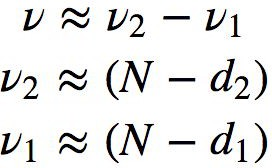 ν ≈ ν₂ − ν₁
ν₂ ≈ (N − d₂)
ν₁ ≈ (N − d₁)